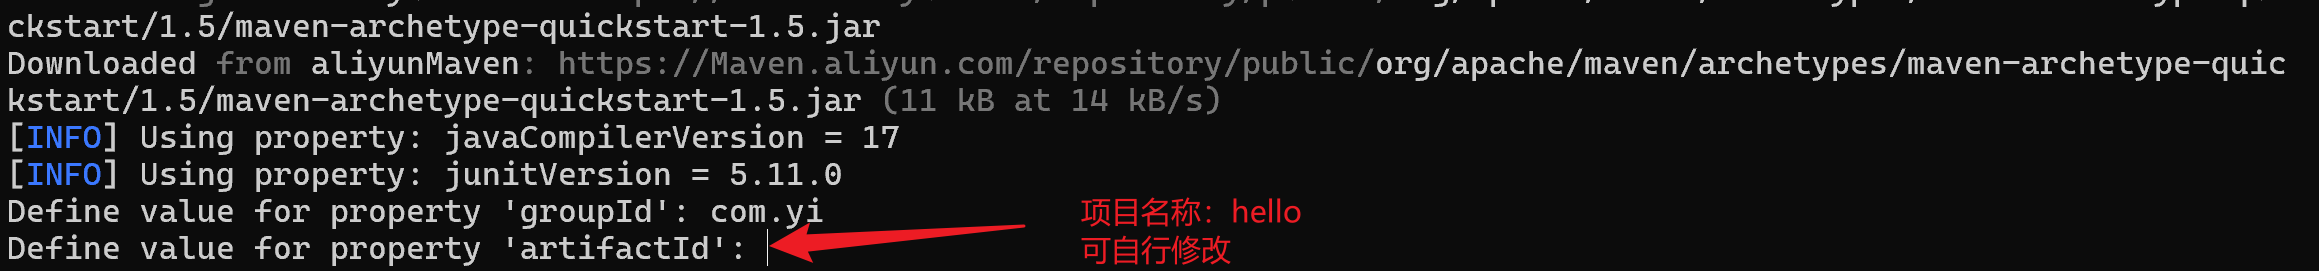 ckstart/1.5/maven-archetype-quickstart-1.5.jar
Downloaded from aliyunMaven: https://Maven.aliyun.com/repository/public/org/apache/maven/archetypes/maven-archetype-quic
kstart/1.5/maven-archetype-quickstart-1.5.jar (11 kB at 14 kB/s)
[INFO] Using property: javaCompilerVersion = 17
[INFO] Using property: junitVersion = 5.11.0
Define value for property 'groupId': com.yi
Define value for property 'artifactId':
项目名称：hello
可自行修改